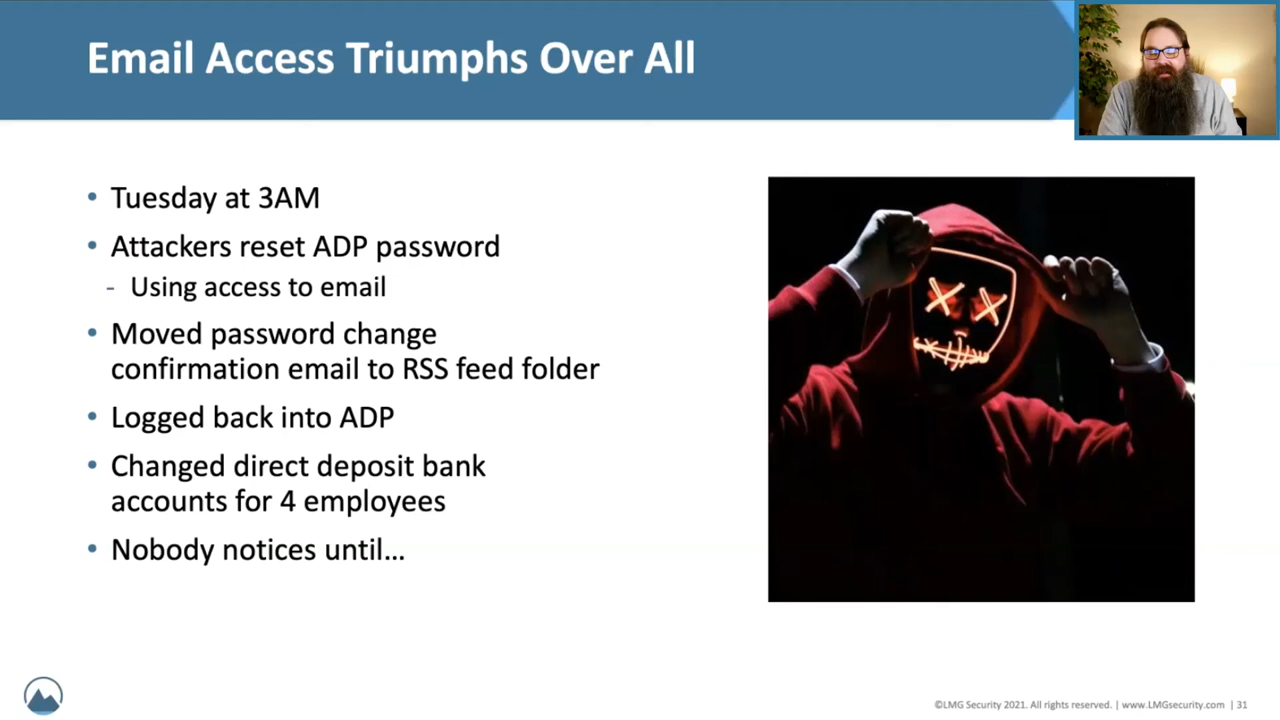 Email Access Triumphs Over All
• Tuesday at 3AM
• Attackers reset ADP password
- Using access to email
• Moved password change
confirmation email to RSS feed folder
• Logged back into ADP
• Changed direct deposit bank
accounts for 4 employees
• Nobody notices until...
©LMG Security 2021. All rights reserved. | www.LMGsecurity.com | 31